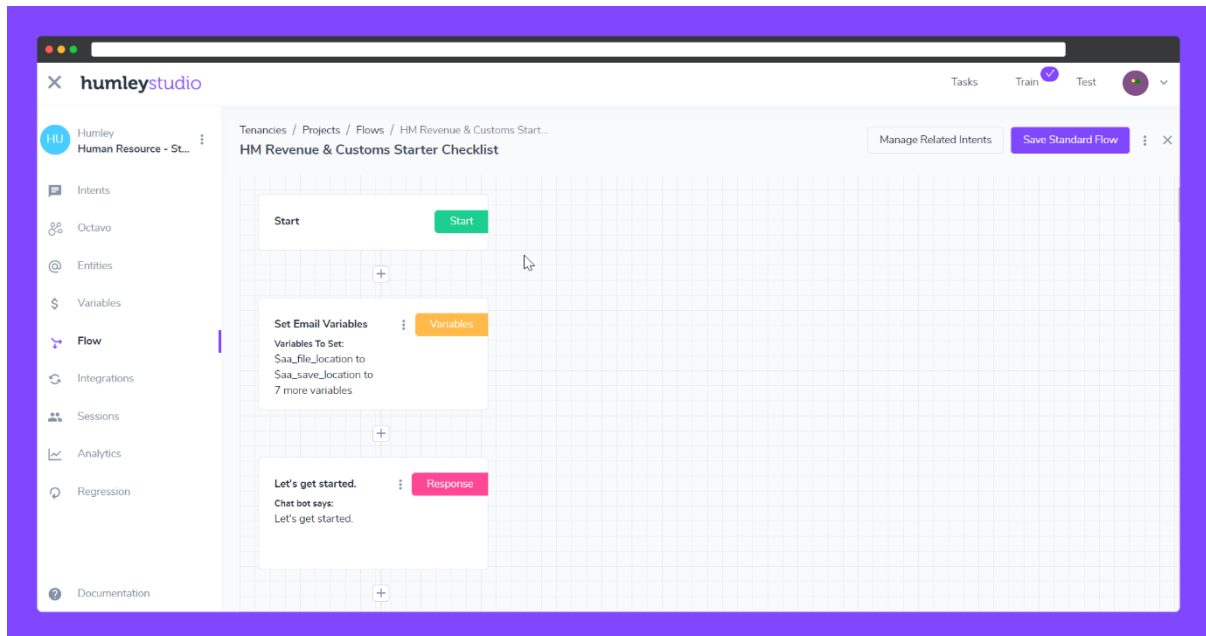 humleystudio
Tasks
Train
Test
HU
Humley
Human Resource - St...
Tenancies / Projects / Flows / HM Revenue & Customs Start...
HM Revenue & Customs Starter Checklist
Manage Related Intents
Save Standard Flow
Intents
Octavo
Entities
Variables
Flow
Integrations
Sessions
Analytics
Regression
Documentation
Start
Start
Set Email Variables
Variables
Variables To Set:
$aa_file_location to
$aa_save_location to
7 more variables
Let's get started.
Response
Chat bot says:
Let's get started.